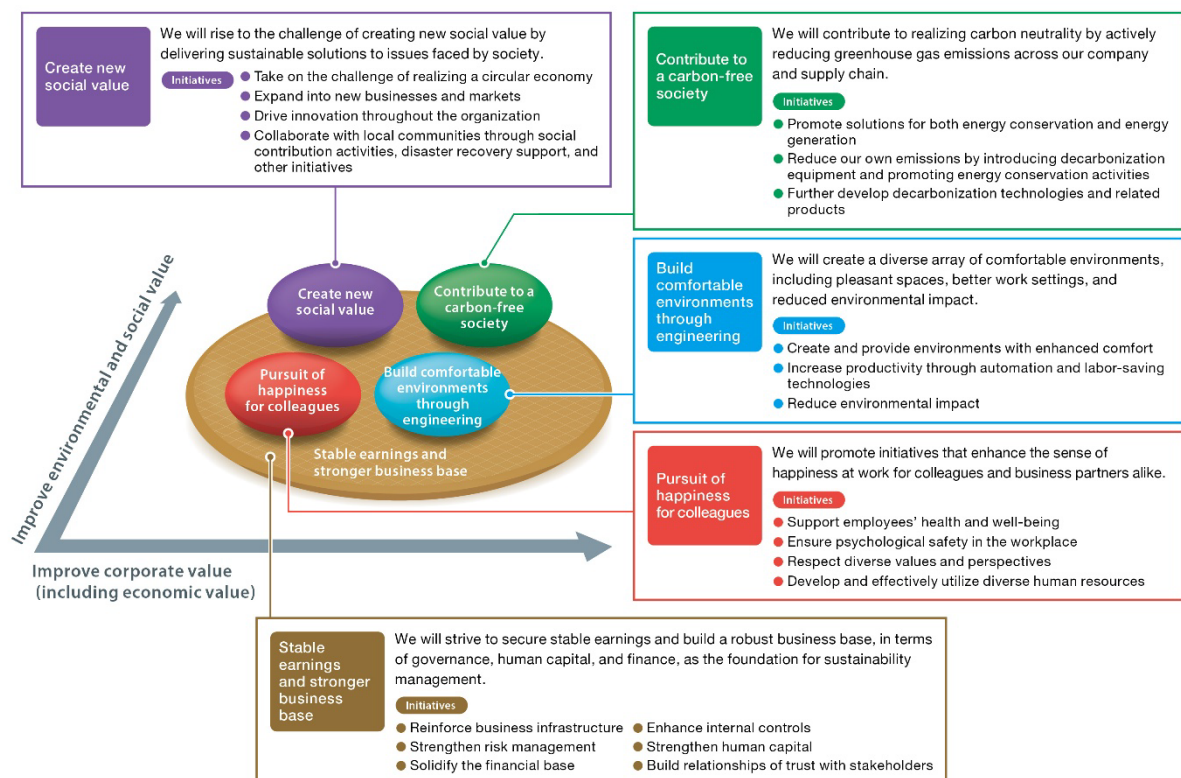 Create new
social value
We will rise to the challenge of creating new social value by
delivering sustainable solutions to issues faced by society.
Initiatives
● Take on the challenge of realizing a circular economy
● Expand into new businesses and markets
● Drive innovation throughout the organization
● Collaborate with local communities through social
contribution activities, disaster recovery support, and
other initiatives
Contribute to
a carbon-free
society
We will contribute to realizing carbon neutrality by actively
reducing greenhouse gas emissions across our company
and supply chain.
Initiatives
● Promote solutions for both energy conservation and energy
generation
● Reduce our own emissions by introducing decarbonization
equipment and promoting energy conservation activities
● Further develop decarbonization technologies and related
products
Improve environmental and social value
Create new
social value
Contribute to
a carbon-free
society
Pursuit of
happiness
for colleagues
Build comfortable
environments
through
engineering
Stable earnings and
stronger business base
Improve corporate value
(including economic value)
Build
comfortable
environments
through
engineering
We will create a diverse array of comfortable environments,
including pleasant spaces, better work settings, and
reduced environmental impact.
Initiatives
● Create and provide environments with enhanced comfort
● Increase productivity through automation and labor-saving
technologies
● Reduce environmental impact
Pursuit of
happiness
for colleagues
We will promote initiatives that enhance the sense of
happiness at work for colleagues and business partners alike.
Initiatives
● Support employees' health and well-being
● Ensure psychological safety in the workplace
● Respect diverse values and perspectives
● Develop and effectively utilize diverse human resources
Stable
earnings
and stronger
business
base
We will strive to secure stable earnings and build a robust business base, in terms
of governance, human capital, and finance, as the foundation for sustainability
management.
Initiatives
● Reinforce business infrastructure
● Strengthen risk management
● Solidify the financial base
● Enhance internal controls
● Strengthen human capital
● Build relationships of trust with stakeholders